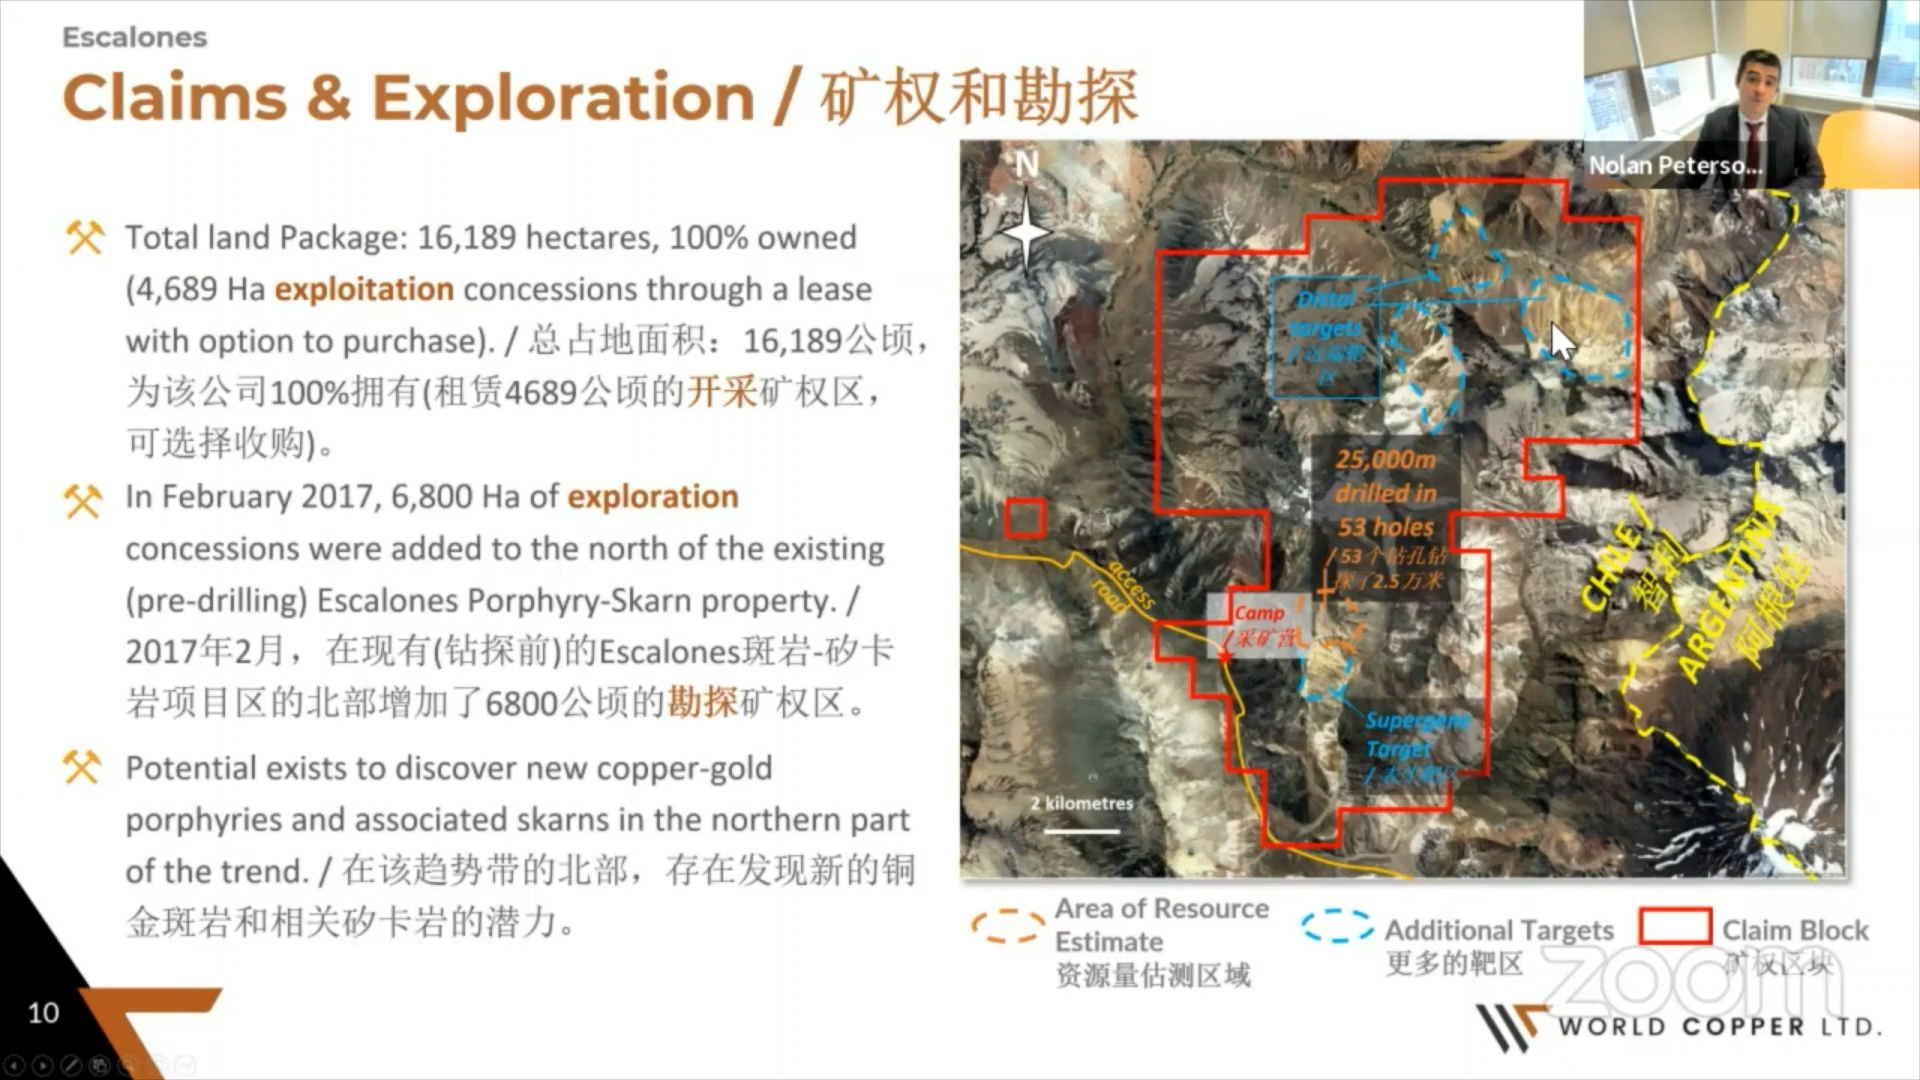 Escalones
Claims & Exploration / 矿权和勘探
Nolan Peterso...
Total land Package: 16,189 hectares, 100% owned
(4,689 Ha exploitation concessions through a lease
with option to purchase). / 总占地面积：16,189公顷，
为该公司100%拥有(租赁4689公顷的开采矿权区，
可选择收购)。
In February 2017, 6,800 Ha of exploration
concessions were added to the north of the existing
(pre-drilling) Escalones Porphyry-Skarn property. /
2017年2月，在现有(钻探前)的Escalones斑岩-矽卡
岩项目区的北部增加了6800公顷的勘探矿权区。
Potential exists to discover new copper-gold
porphyries and associated skarns in the northern part
of the trend. / 在该趋势带的北部，存在发现新的铜
金斑岩和相关矽卡岩的潜力。
N
Distal
targets
/ 远端靶
区
25,000m
drilled in
53 holes
/ 53个钻孔钻
探了2.5万米
access
road
Camp
/采矿营
Supergene
Target
CHILE /
智利
ARGENTINA
阿根廷
2 kilometres
Area of Resource
Estimate
资源量估测区域
Additional Targets
更多的靶区
Claim Block
矿权区块
zoom
WORLD COPPER LTD.
10